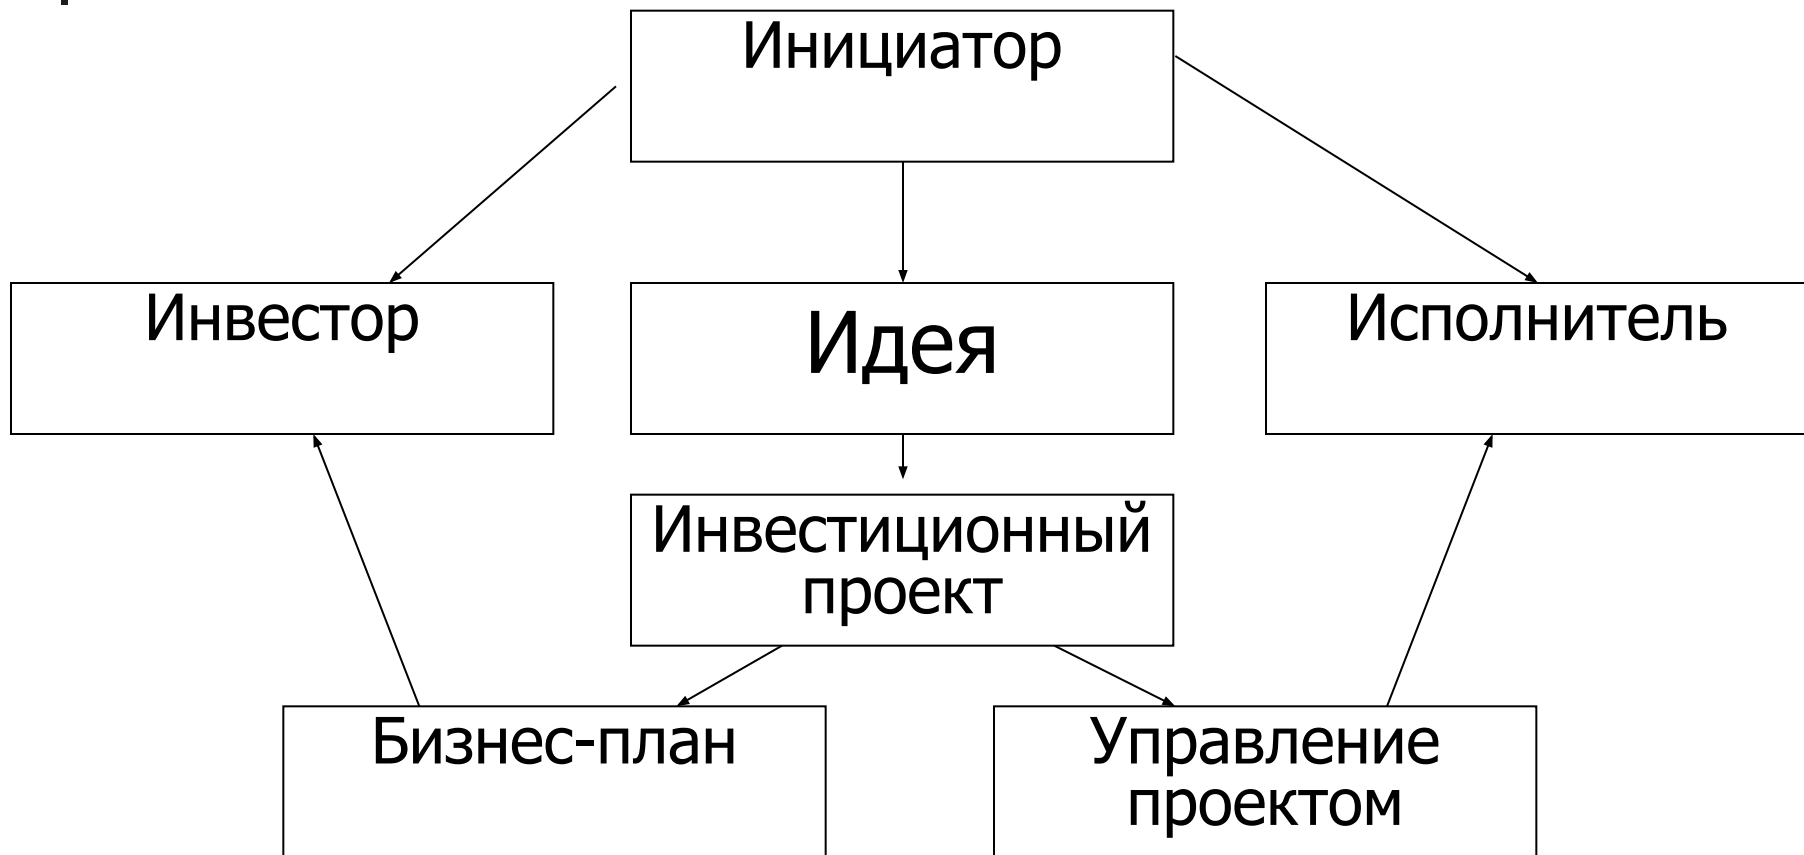 Инициатор
Инвестор
Идея
Исполнитель
Инвестиционный
проект
Бизнес-план
Управление
проектом